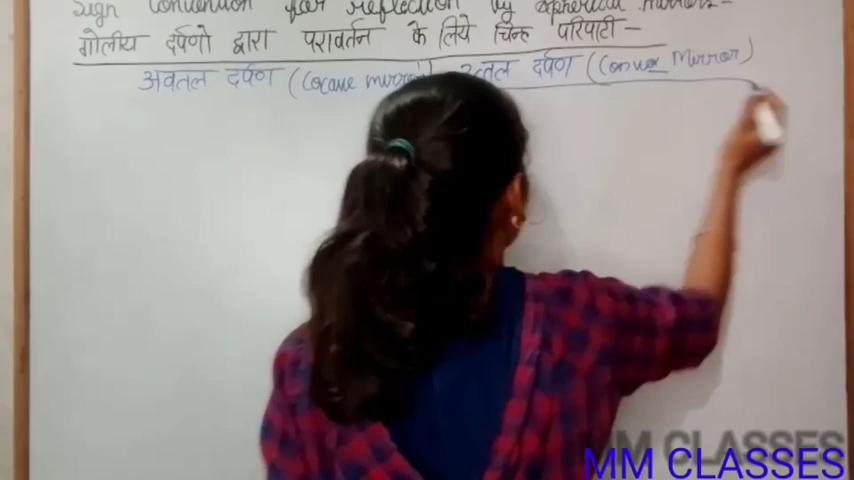 Sign Convention for reflection by spherical mirrors-
गोलीय दर्पणो द्वारा परावर्तन के लिये चिन्ह परिपाटी-
अवतल दर्पण (Cocave mirror) उत्तल दर्पण (Convex Mirror)
MM CLASSES
MM CLASSES